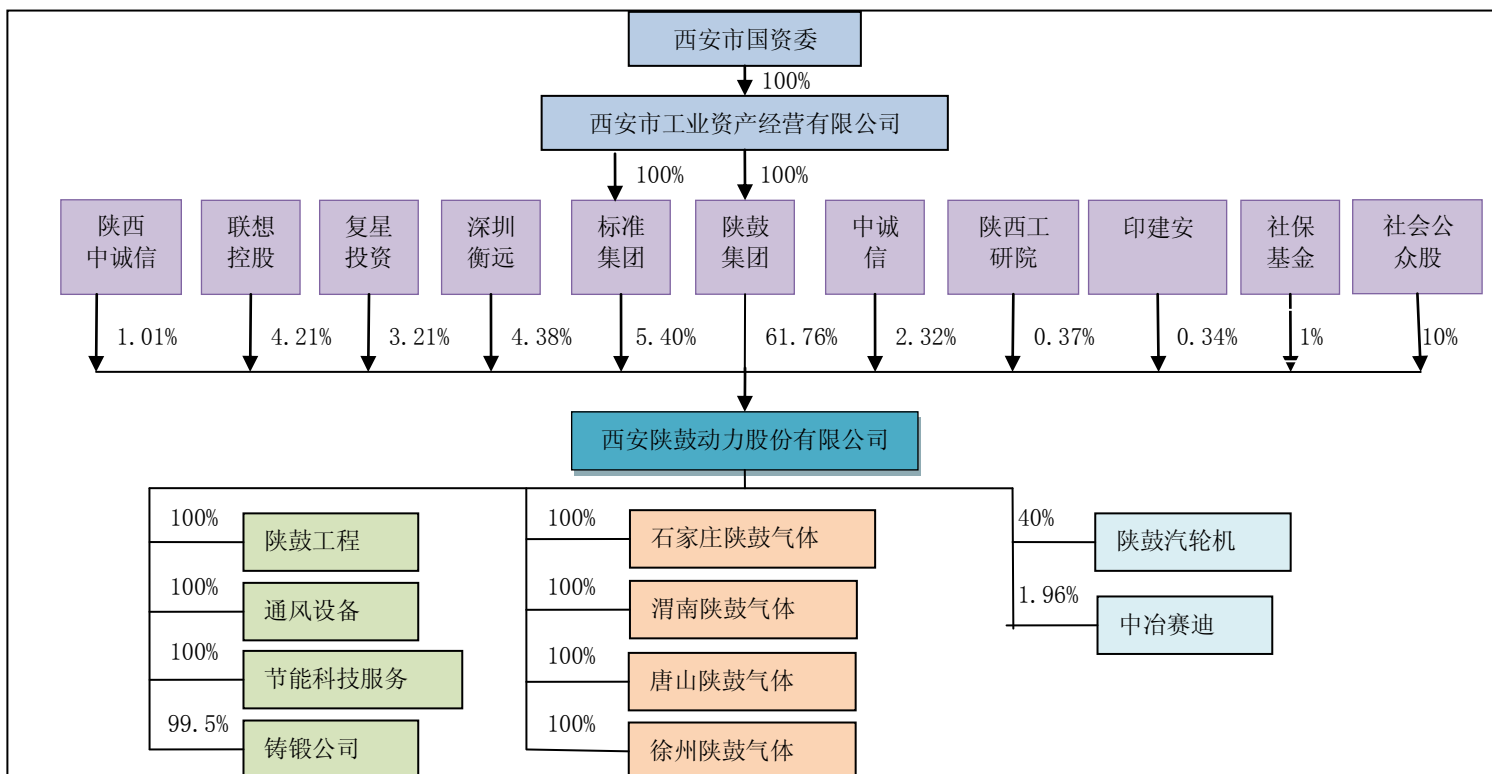 西安市国资委
100%
西安市工业资产经营有限公司
100%
100%
陕西
中诚信
联想
控股
复星
投资
深圳
衡远
标准
集团
陕鼓
集团
中诚
信
陕西工
研院
印建安
社保
基金
社会公
众股
1.01%
4.21%
3.21%
4.38%
5.40%
61.76%
2.32%
0.37%
0.34%
1%
10%
西安陕鼓动力股份有限公司
100%
陕鼓工程
100%
通风设备
100%
节能科技服务
99.5%
铸锻公司
100%
石家庄陕鼓气体
100%
渭南陕鼓气体
100%
唐山陕鼓气体
100%
徐州陕鼓气体
40%
陕鼓汽轮机
1.96%
中冶赛迪